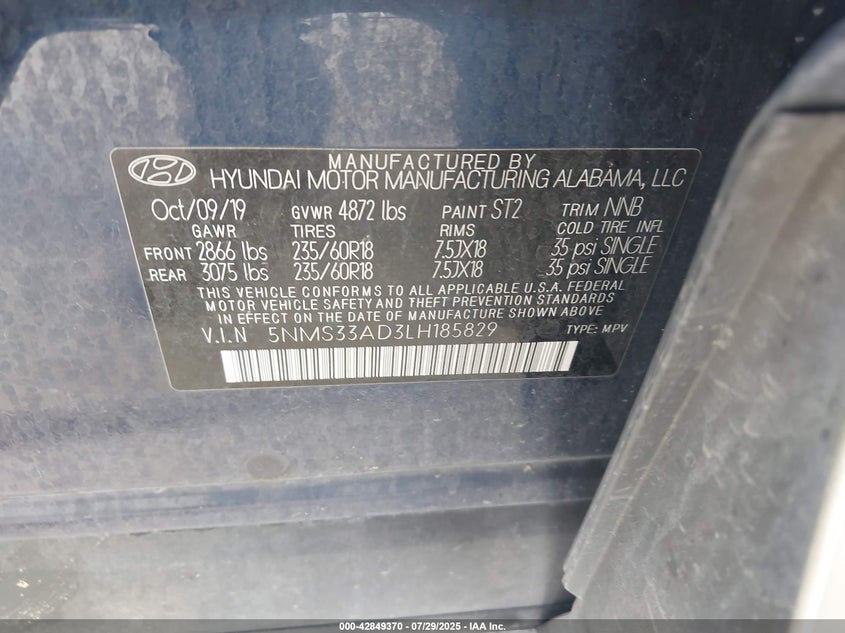 MANUFACTURED BY
HYUNDAI MOTOR MANUFACTURING ALABAMA, LLC
Oct/09/19 GVWR 4872 lbs PAINT ST2 TRIM NNB
GAWR TIRES RIMS COLD TIRE INFL
FRONT 2866 lbs 235/60R18 7.5JX18 35 psi SINGLE
REAR 3075 lbs 235/60R18 7.5JX18 35 psi SINGLE
THIS VEHICLE CONFORMS TO ALL APPLICABLE U.S.A. FEDERAL
MOTOR VEHICLE SAFETY AND THEFT PREVENTION STANDARDS
IN EFFECT ON THE DATE OF MANUFACTURE SHOWN ABOVE.
V.I.N 5NMS33AD3LH185829 TYPE: MPV
000-42849370 - 07/29/2025 - IAA Inc.